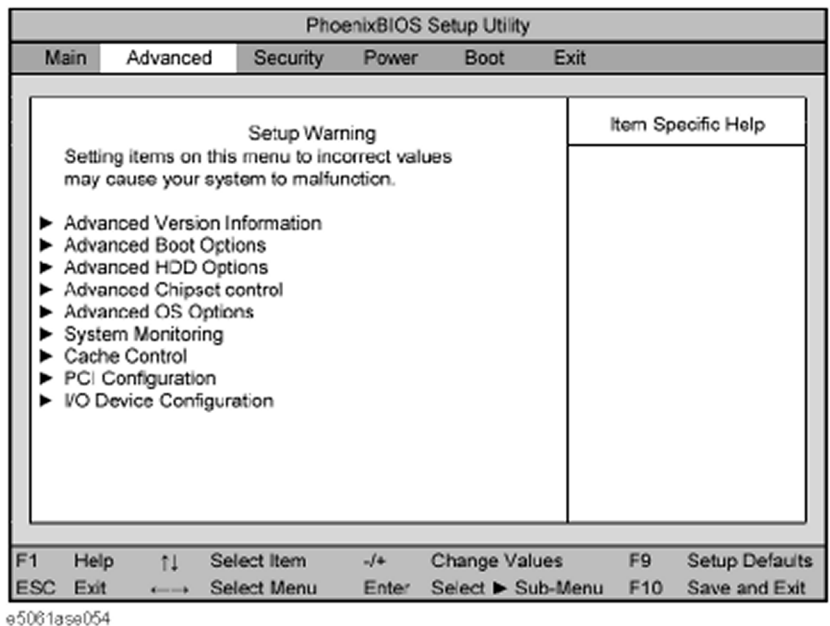 PhoenixBIOS Setup Utility
Main Advanced Security Power Boot Exit
Setup Warning
Setting items on this menu to incorrect values
may cause your system to malfunction.
► Advanced Version Information
► Advanced Boot Options
► Advanced HDD Options
► Advanced Chipset control
► Advanced OS Options
► System Monitoring
► Cache Control
► PCI Configuration
► I/O Device Configuration
Item Specific Help
F1 Help ↑↓ Select Item -/+ Change Values F9 Setup Defaults
ESC Exit ←→ Select Menu Enter Select ► Sub-Menu F10 Save and Exit
e5061ase054